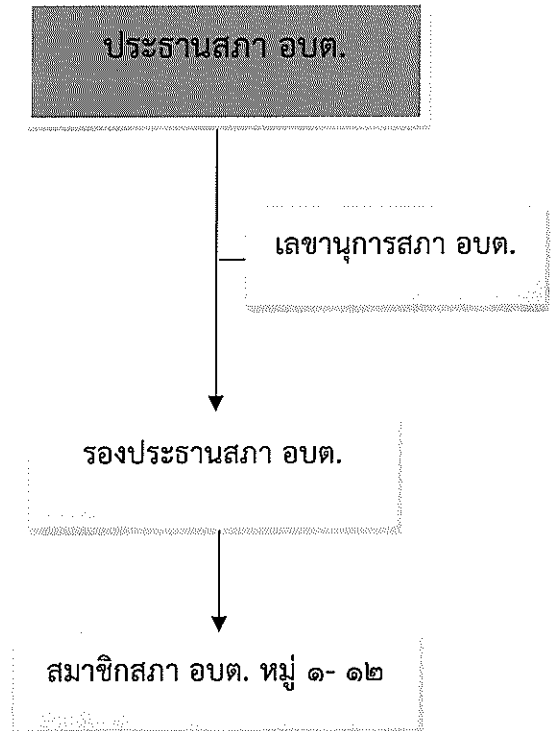 ประธานสภา อบต.
เลขานุการสภา อบต.
รองประธานสภา อบต.
สมาชิกสภา อบต. หมู่ ๑- ๑๒